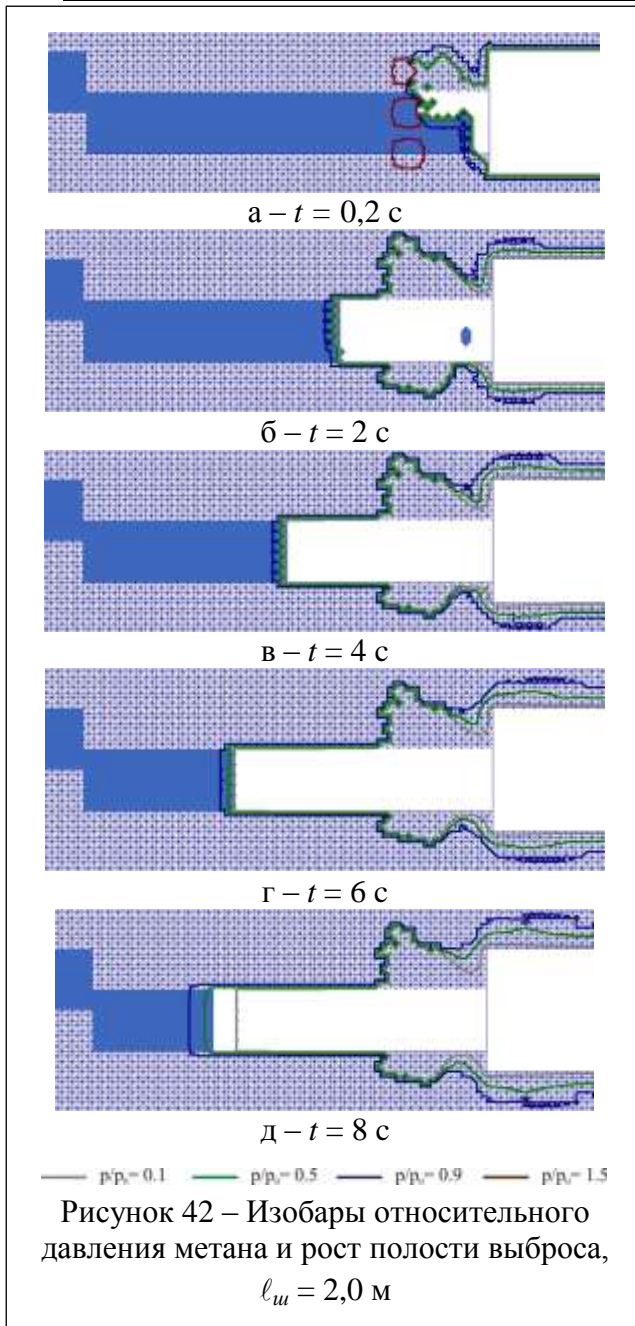 а – t = 0,2 с
б – t = 2 с
в – t = 4 с
г – t = 6 с
д – t = 8 с
p/p₀= 0.1 p/p₀= 0.5 p/p₀= 0.9 p/p₀= 1.5
Рисунок 42 – Изобары относительного
давления метана и рост полости выброса,
ℓш = 2,0 м